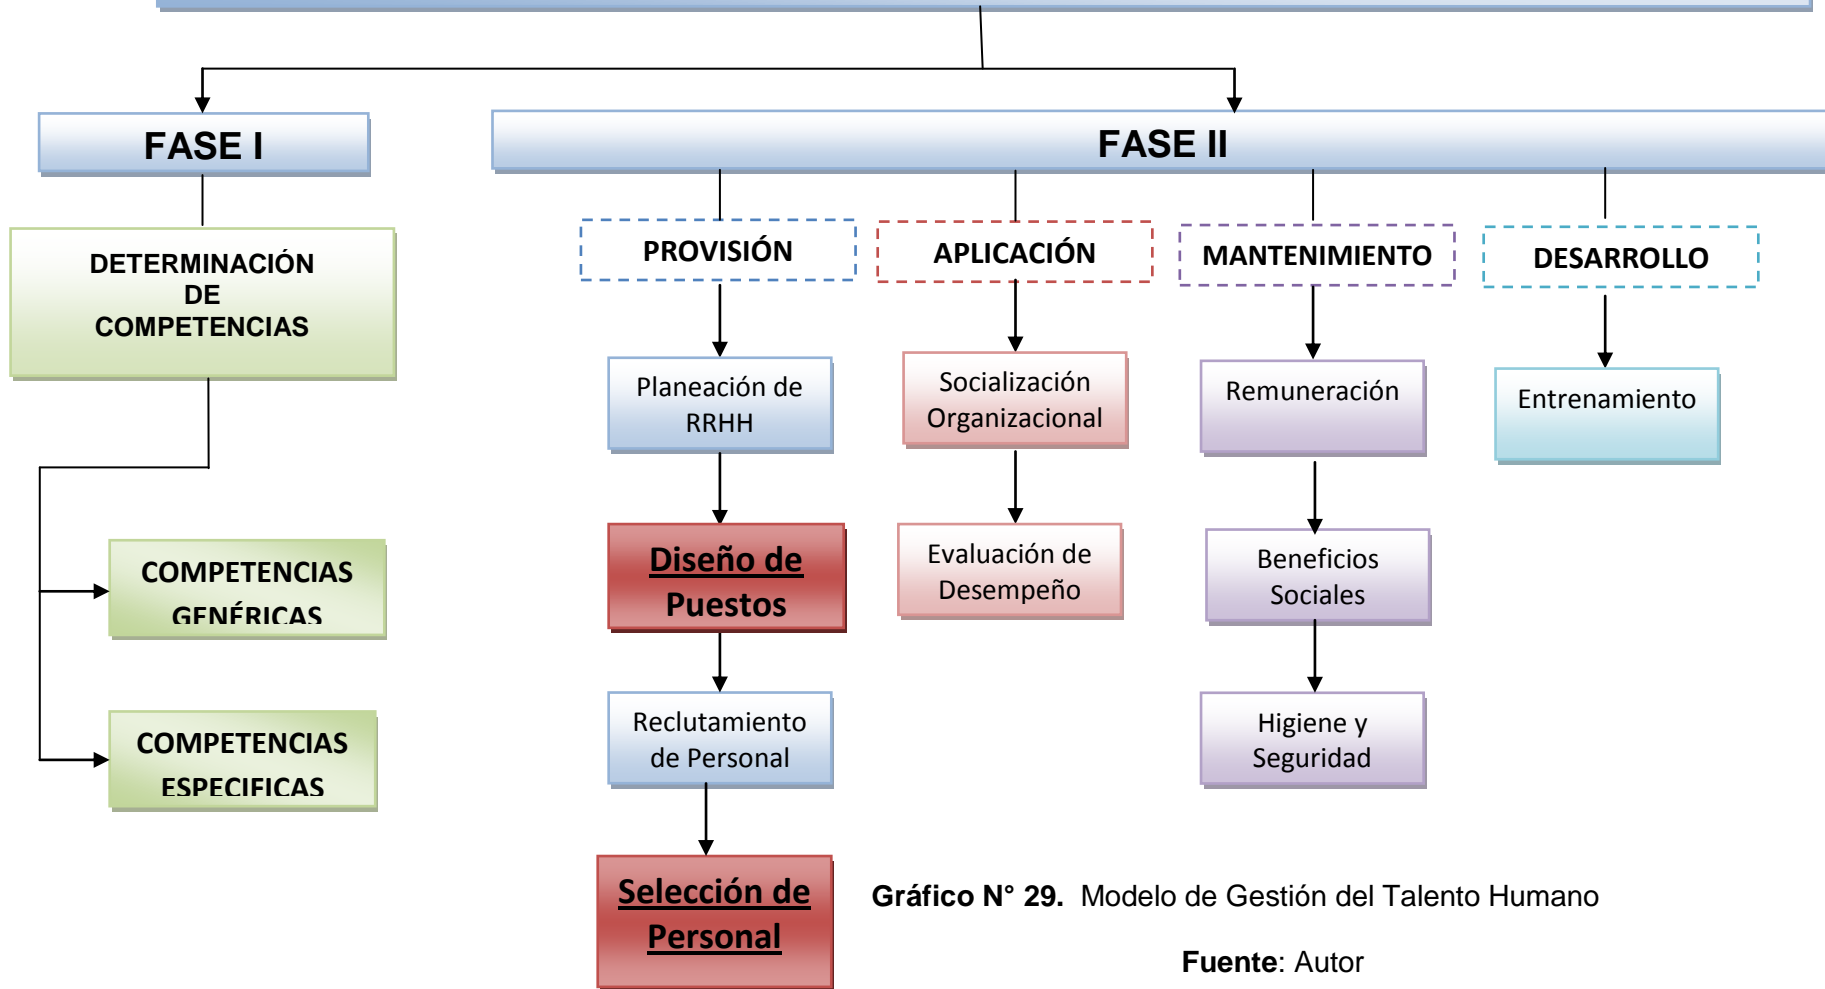 FASE I
FASE II
DETERMINACIÓN
DE
COMPETENCIAS
COMPETENCIAS
GENÉRICAS
COMPETENCIAS
ESPECIFICAS
PROVISIÓN
Planeación de
RRHH
Diseño de
Puestos
Reclutamiento
de Personal
Selección de
Personal
APLICACIÓN
Socialización
Organizacional
Evaluación de
Desempeño
MANTENIMIENTO
Remuneración
Beneficios
Sociales
Higiene y
Seguridad
DESARROLLO
Entrenamiento
Gráfico N° 29. Modelo de Gestión del Talento Humano
Fuente: Autor